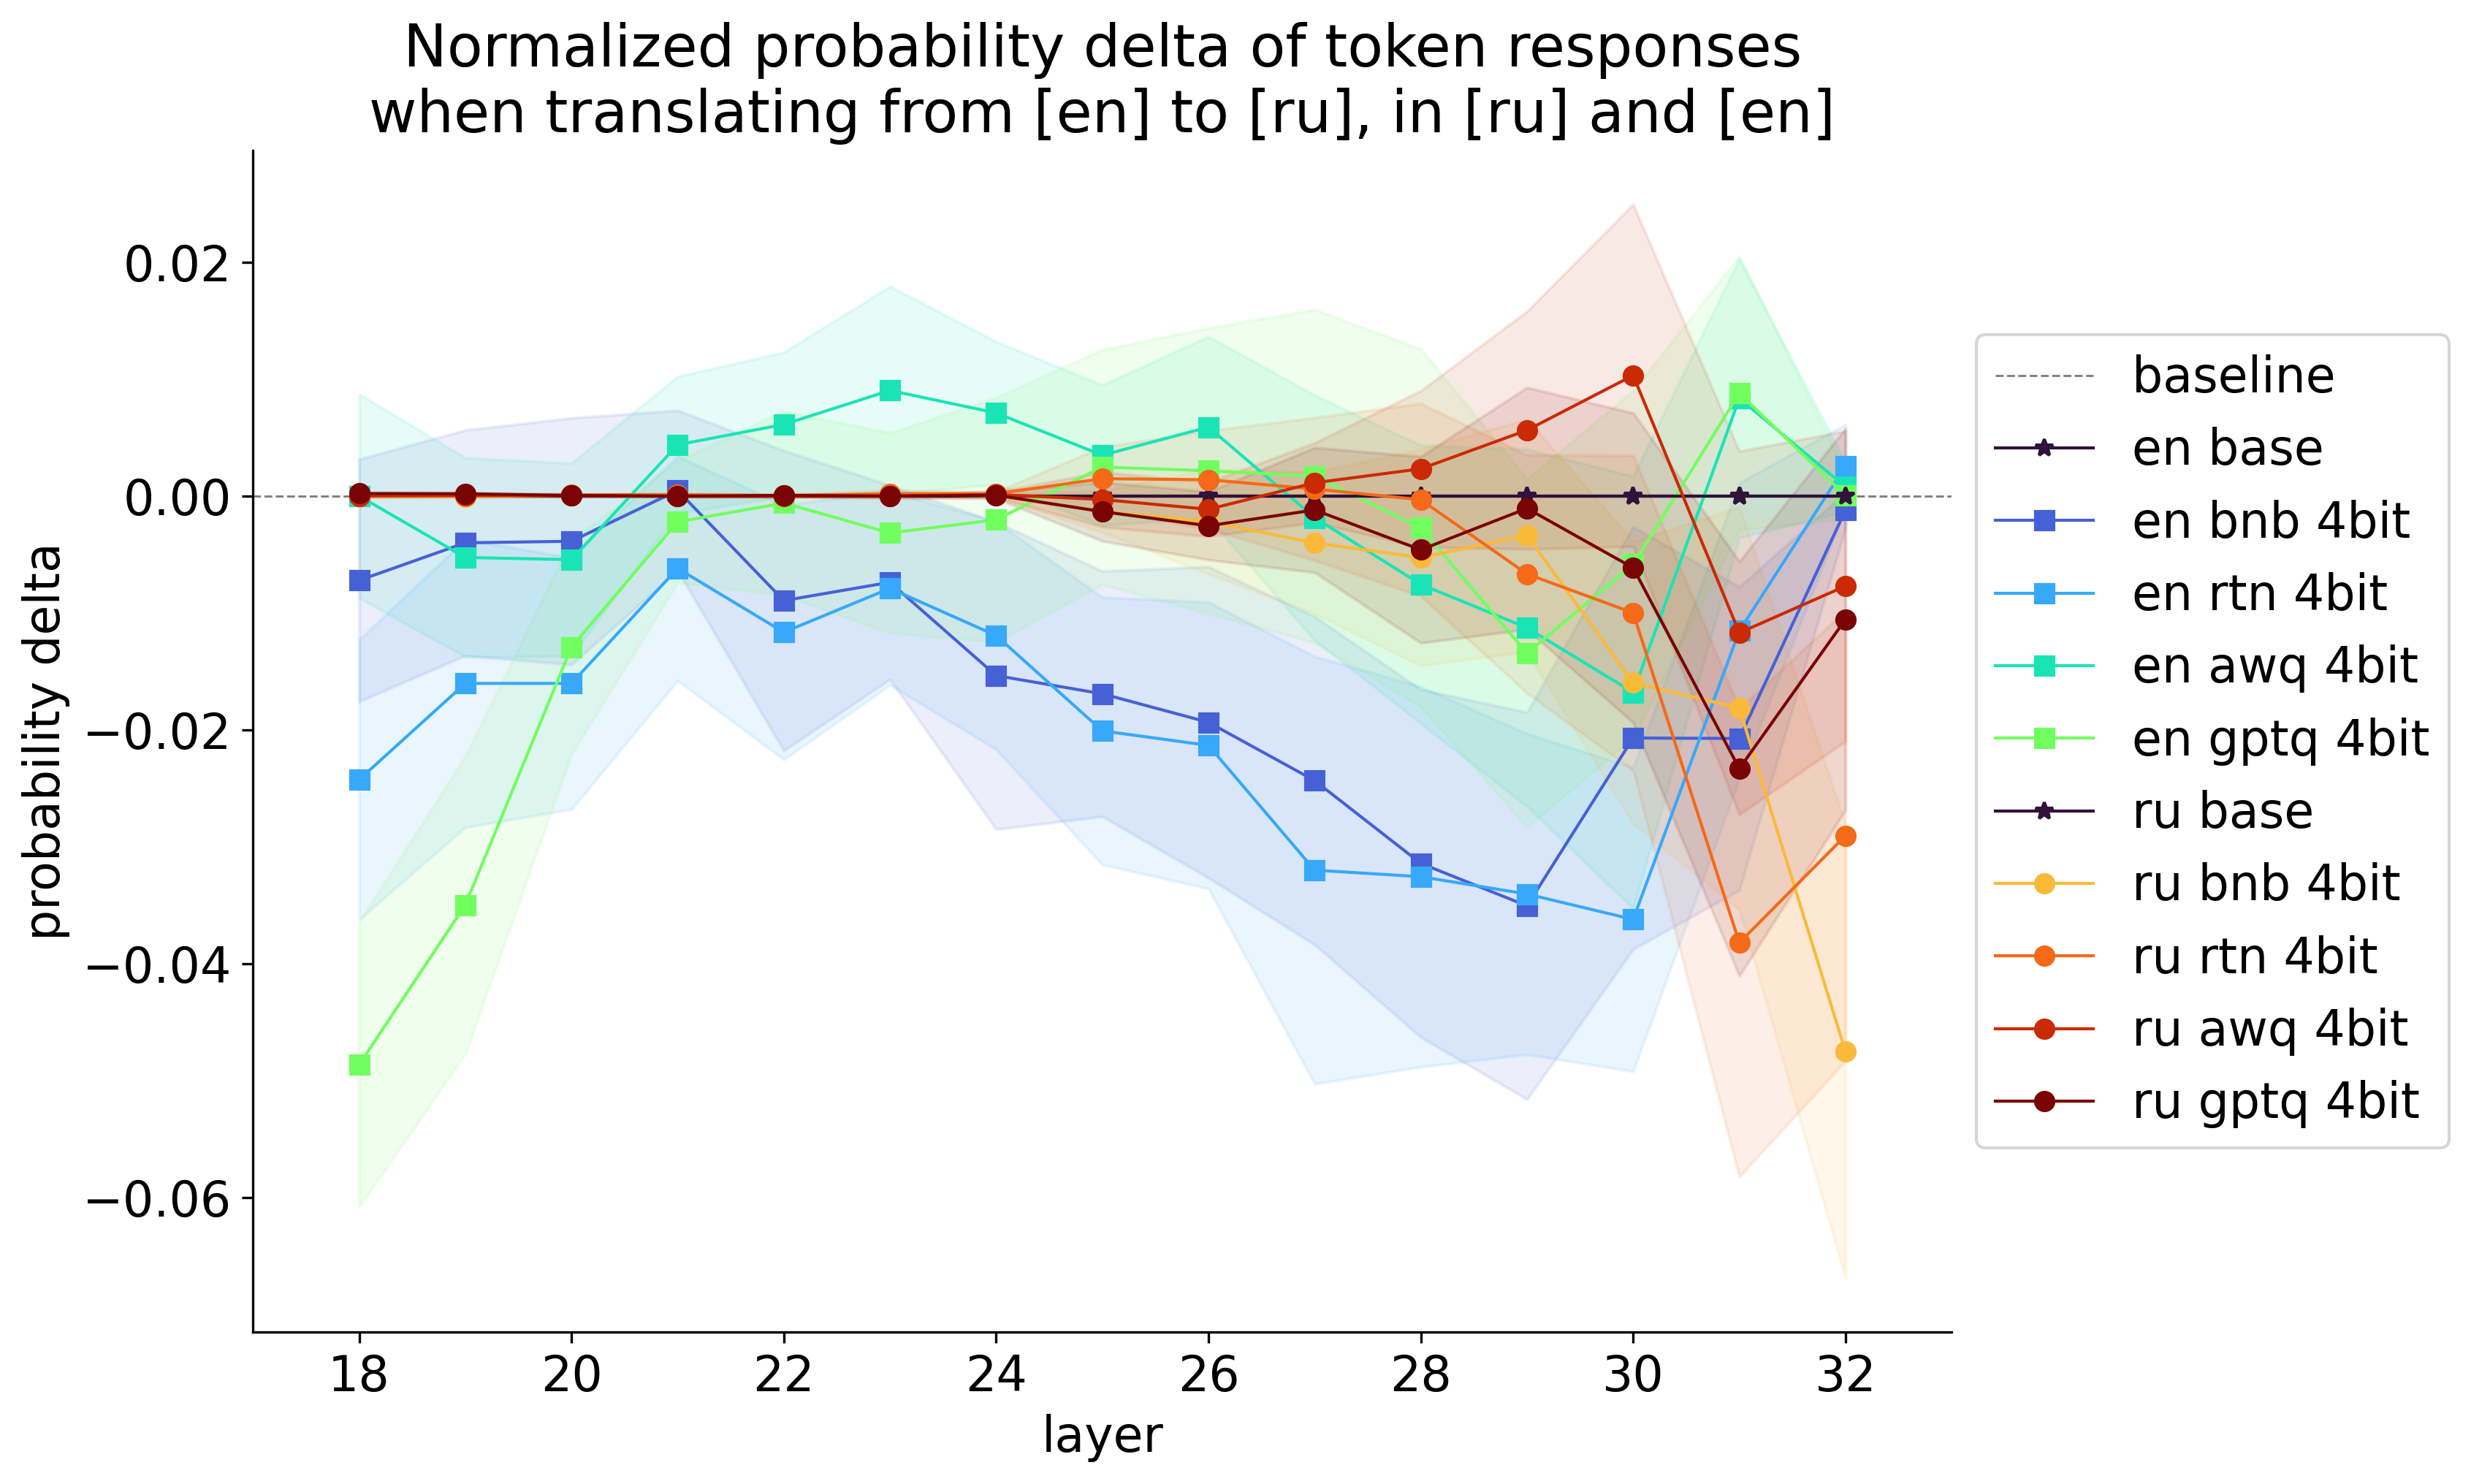 Normalized probability delta of token responses
when translating from [en] to [ru], in [ru] and [en]
probability delta
0.02
0.00
−0.02
−0.04
−0.06
18 20 22 24 26 28 30 32
layer
baseline
en base
en bnb 4bit
en rtn 4bit
en awq 4bit
en gptq 4bit
ru base
ru bnb 4bit
ru rtn 4bit
ru awq 4bit
ru gptq 4bit